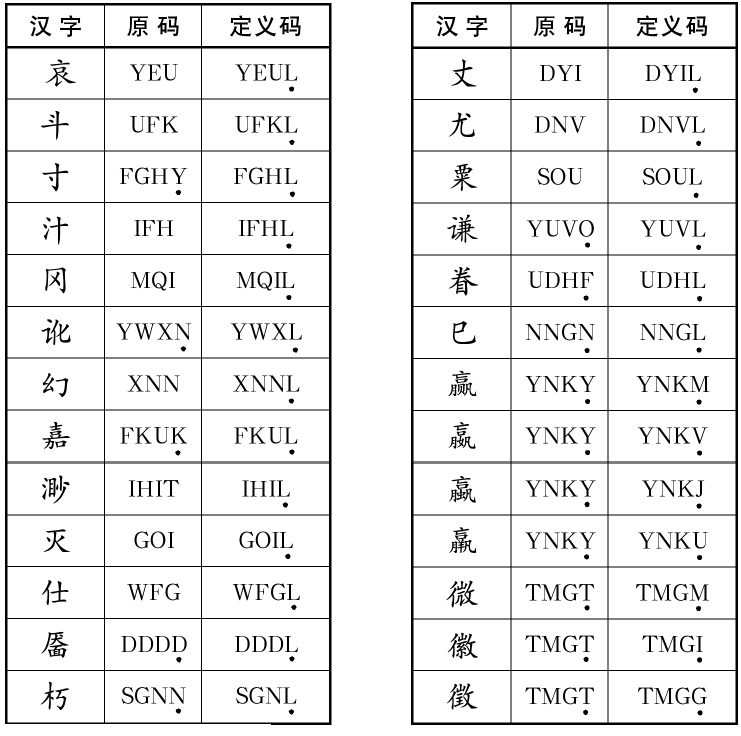 汉字 原码 定义码
哀 YEU YEUL
斗 UFK UFKL
寸 FGHY FGHL
汁 IFH IFHL
冈 MQI MQIL
讹 YWXN YWXL
幻 XNN XNNL
嘉 FKUK FKUL
渺 IHIT IHIL
灭 GOI GOIL
仕 WFG WFGL
靥 DDDD DDDL
朽 SGNN SGNL
汉字 原码 定义码
丈 DYI DYIL
尤 DNV DNVL
粟 SOU SOUL
谦 YUVO YUVL
眷 UDHF UDHL
巳 NNGN NNGL
赢 YNKY YNKM
嬴 YNKY YNKV
蠃 YNKY YNKJ
羸 YNKY YNKU
微 TMGT TMGM
徽 TMGT TMGI
徵 TMGT TMGG